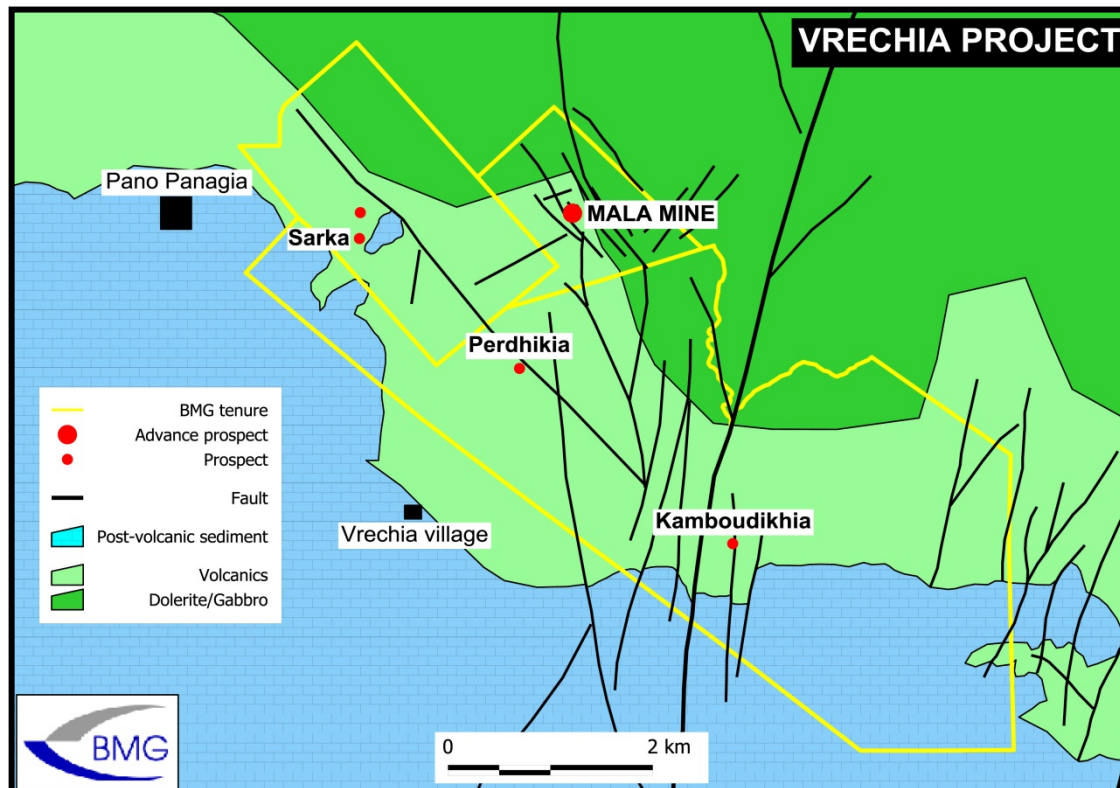 VRECHIA PROJECT
Pano Panagia
MALA MINE
Sarka
Perdhikia
BMG tenure
Advance prospect
Prospect
Fault
Post-volcanic sediment
Volcanics
Dolerite/Gabbro
Vrechia village
Kamboudikhia
BMG
0 2 km